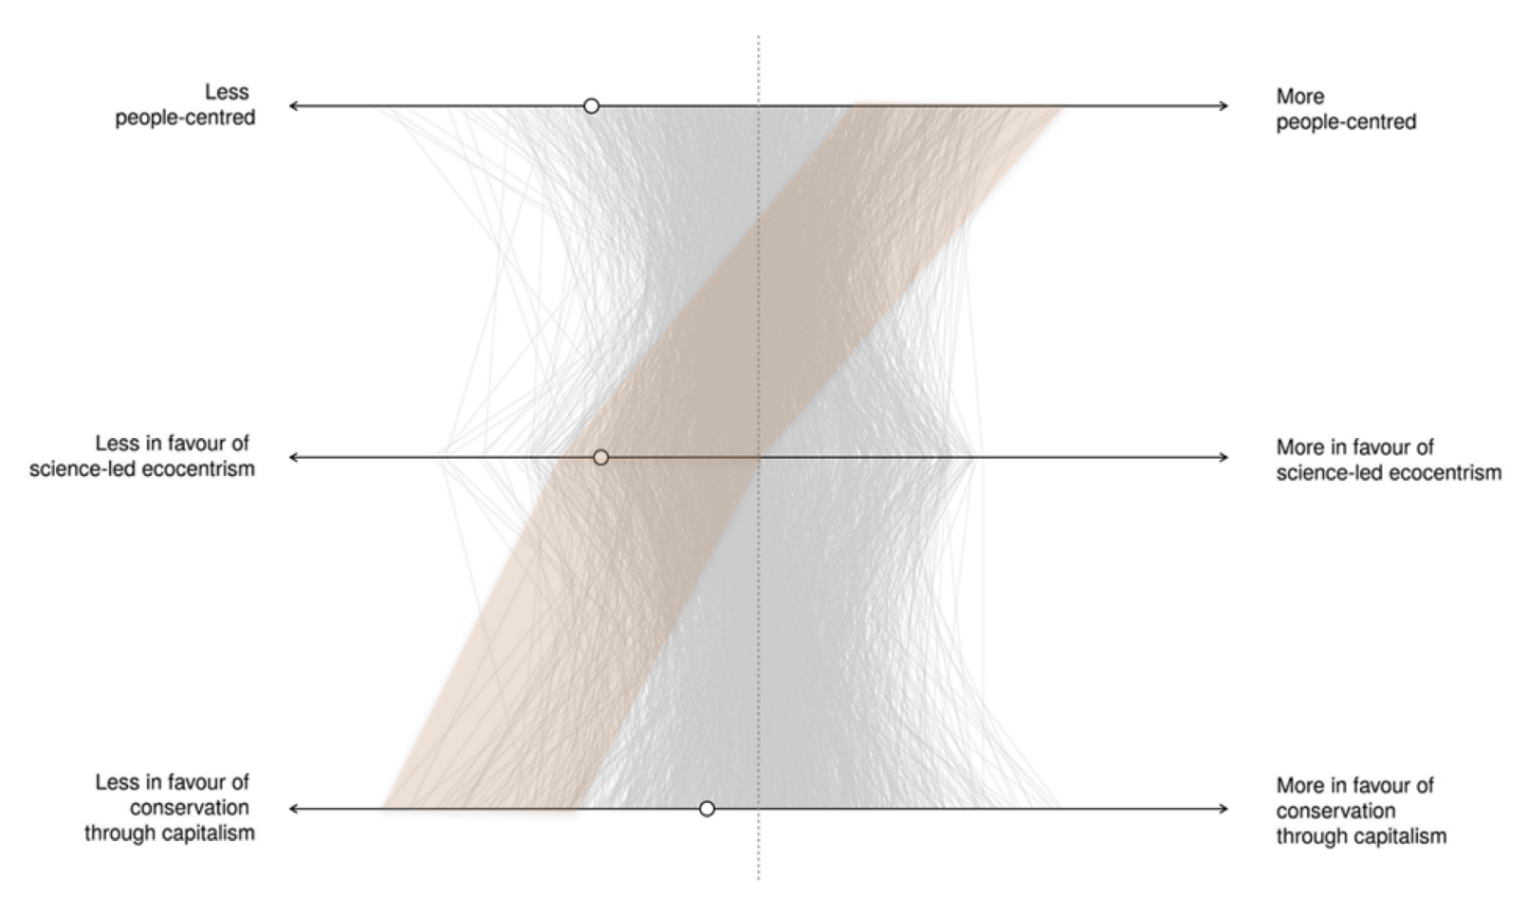 Less
people-centred
More
people-centred
Less in favour of
science-led ecocentrism
More in favour of
science-led ecocentrism
Less in favour of
conservation
through capitalism
More in favour of
conservation
through capitalism